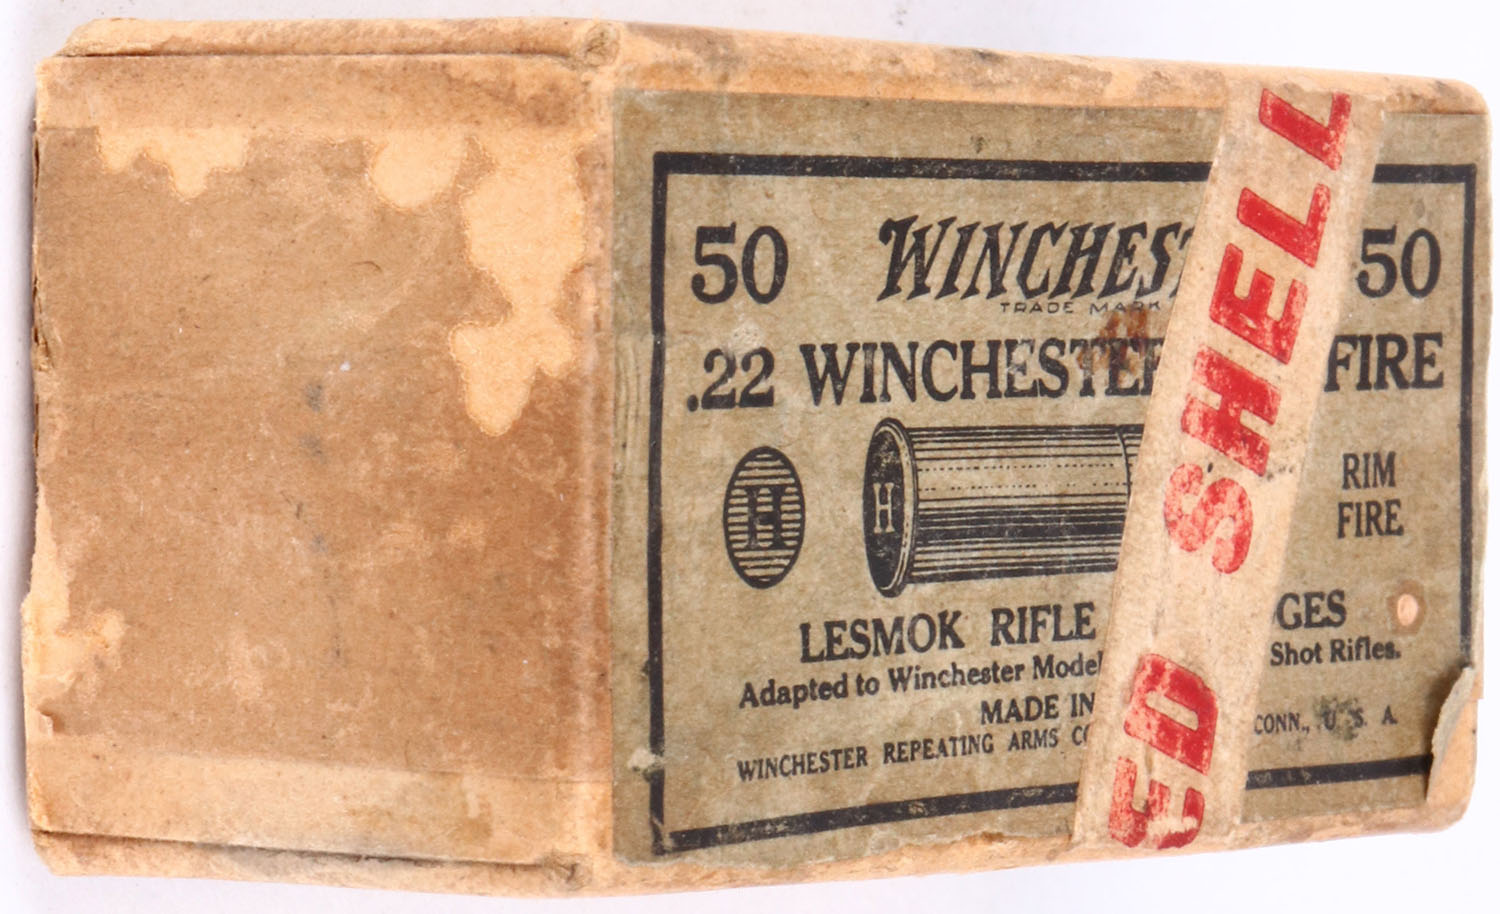 50 WINCHEST 50
TRADE MARK
.22 WINCHESTER FIRE
H H RIM
FIRE
LESMOK RIFLE GES
Adapted to Winchester Model Shot Rifles.
MADE IN
WINCHESTER REPEATING ARMS CO CONN., U. S. A.
ED SHELL